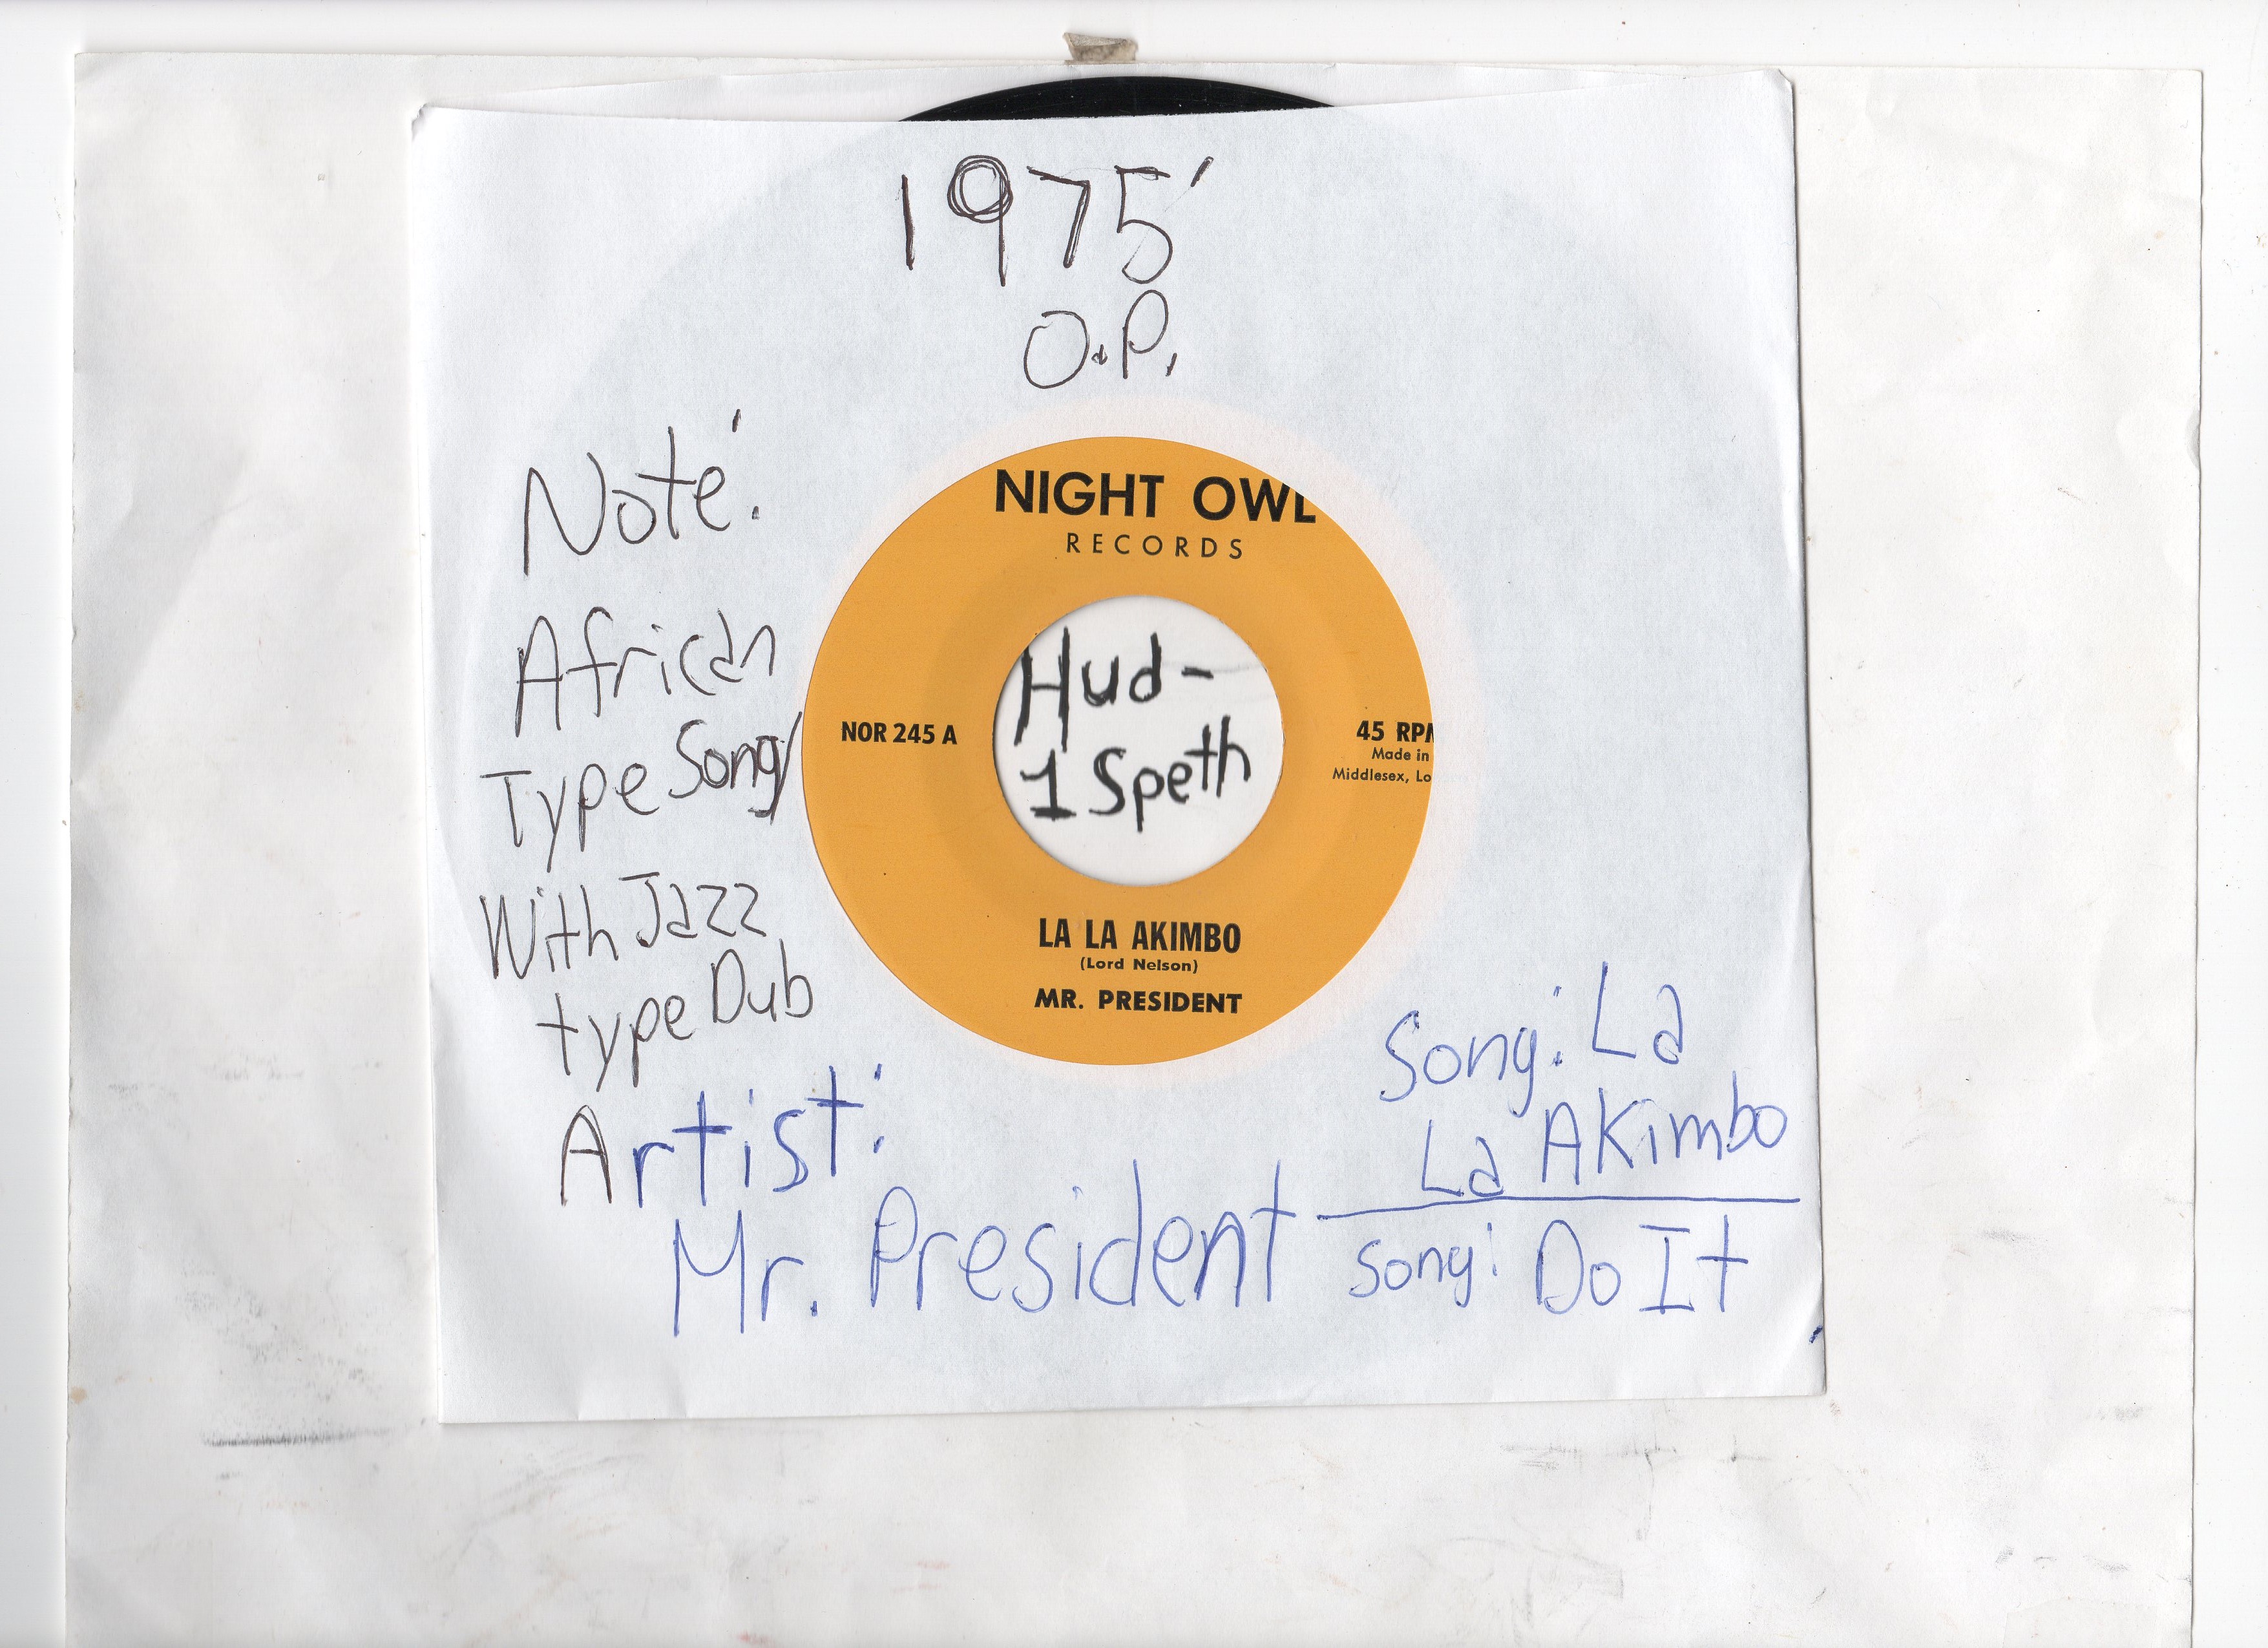 1975'
O.P.
Note:
African
Type Song/
With Jazz
type Dub
Artist:
Mr. President
Song: La
La AKimbo
Song: Do It
NIGHT OWL
RECORDS
NOR 245 A
Hud-
1 Speth
45 RPM
Made in
Middlesex, Lo
LA LA AKIMBO
(Lord Nelson)
MR. PRESIDENT